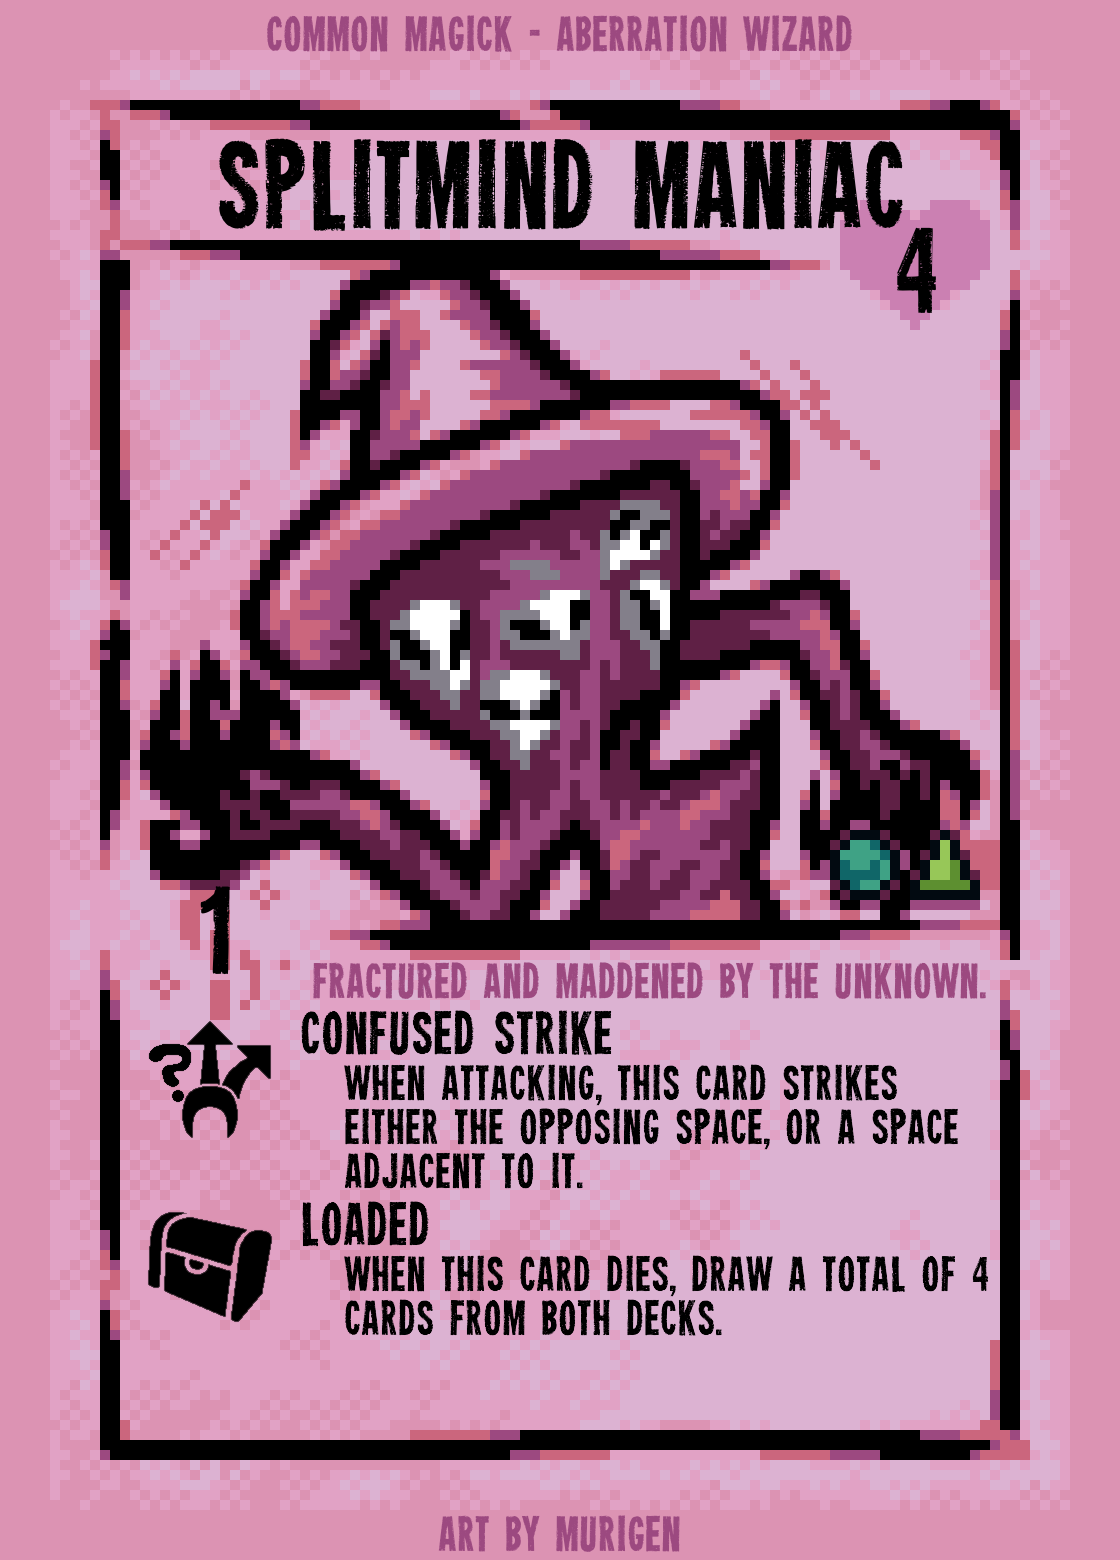 COMMON MAGICK - ABERRATION WIZARD
SPLITMIND MANIAC
4
1
FRACTURED AND MADDENED BY THE UNKNOWN.
CONFUSED STRIKE
WHEN ATTACKING, THIS CARD STRIKES
EITHER THE OPPOSING SPACE, OR A SPACE
ADJACENT TO IT.
LOADED
WHEN THIS CARD DIES, DRAW A TOTAL OF 4
CARDS FROM BOTH DECKS.
ART BY MURIGEN